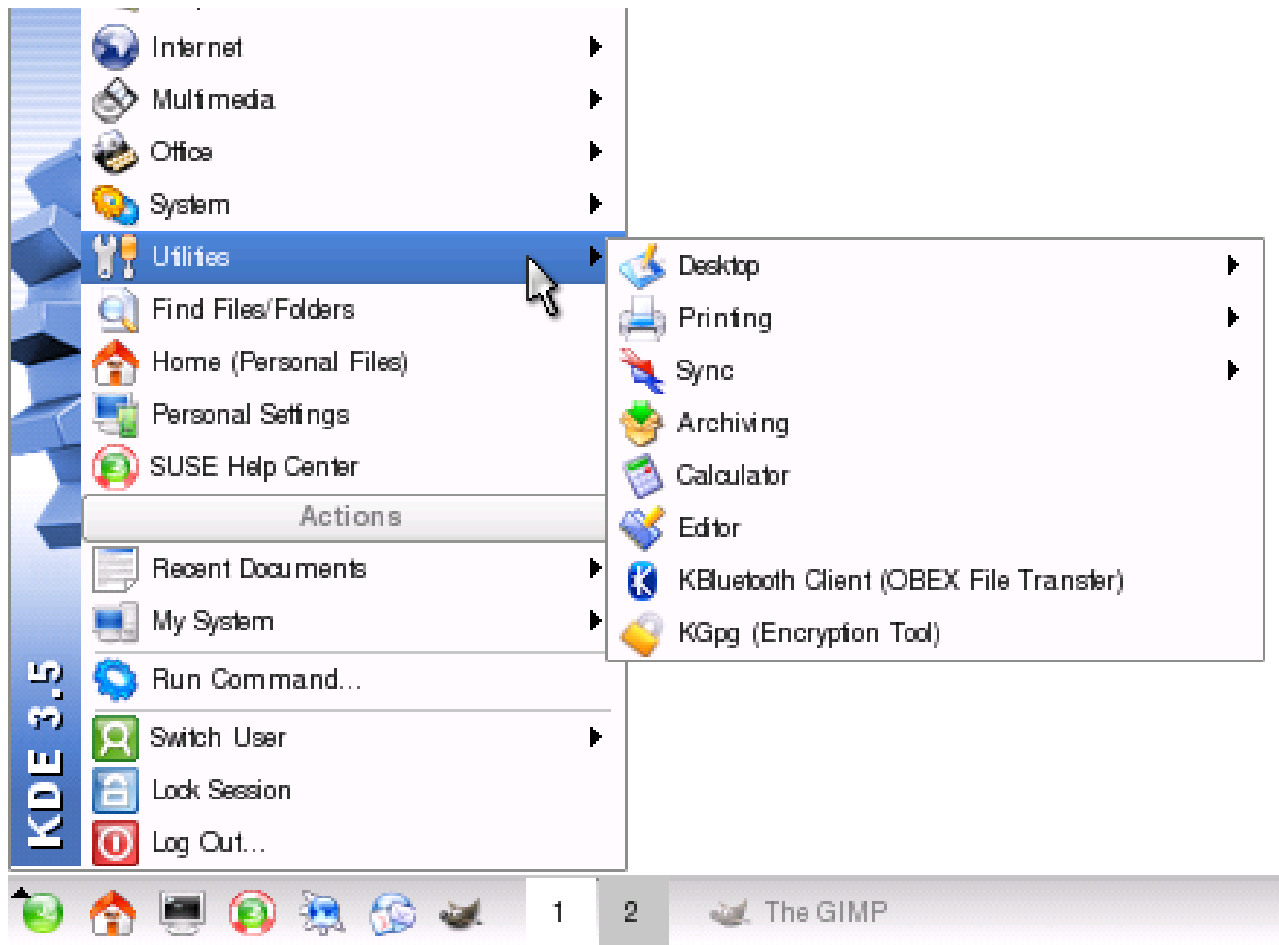 Internet
Multimedia
Office
System
Utilities
Find Files/Folders
Home (Personal Files)
Personal Settings
SUSE Help Center
Actions
Recent Documents
My System
Run Command...
Switch User
Lock Session
Log Out...
KDE 3.5
Desktop
Printing
Sync
Archiving
Calculator
Editor
KBluetooth Client (OBEX File Transfer)
KGpg (Encryption Tool)
1
2
The GIMP